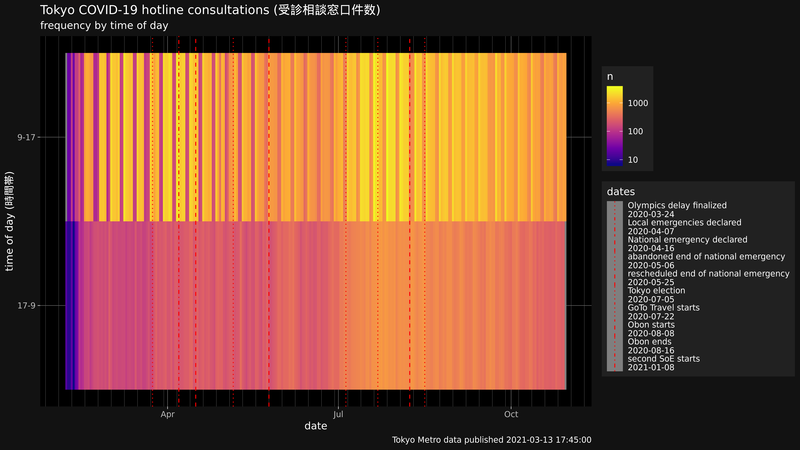 Tokyo COVID-19 hotline consultations (受診相談窓口件数)
frequency by time of day
n
1000
100
10
9-17
17-9
time of day (時間帯)
Apr
Jul
Oct
date
dates
Olympics delay finalized
2020-03-24
Local emergencies declared
2020-04-07
National emergency declared
2020-04-16
abandoned end of national emergency
2020-05-06
rescheduled end of national emergency
2020-05-25
Tokyo election
2020-07-05
GoTo Travel starts
2020-07-22
Obon starts
2020-08-08
Obon ends
2020-08-16
second SoE starts
2021-01-08
Tokyo Metro data published 2021-03-13 17:45:00